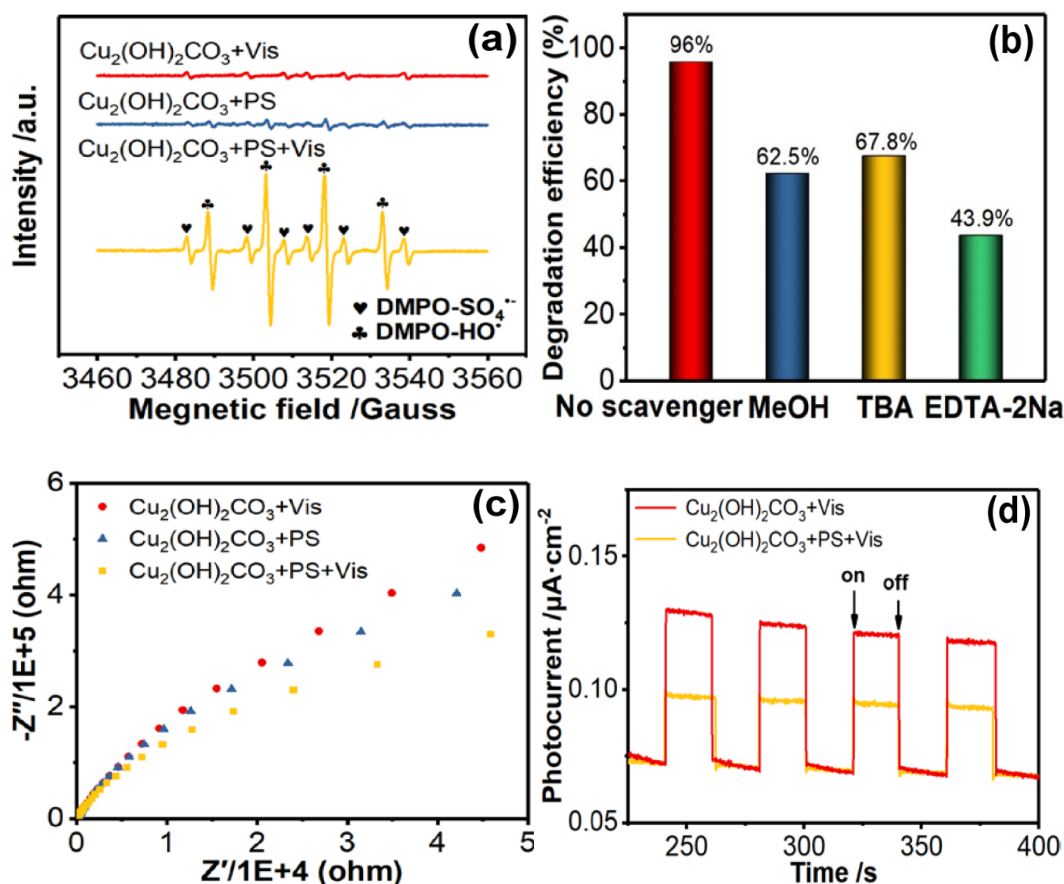 (a)
Cu₂(OH)₂CO₃+Vis
Cu₂(OH)₂CO₃+PS
Cu₂(OH)₂CO₃+PS+Vis
♣ ♣
♣ ♣
♥ ♥ ♥ ♥ ♥ ♥
♥ DMPO-SO₄•⁻
♣ DMPO-HO•
Intensity /a.u.
3460 3480 3500 3520 3540 3560
Megnetic field /Gauss
(b)
Degradation efficiency (%)
100
80
60
40
20
0
96%
62.5%
67.8%
43.9%
No scavenger MeOH TBA EDTA-2Na
(c)
Cu₂(OH)₂CO₃+Vis
Cu₂(OH)₂CO₃+PS
Cu₂(OH)₂CO₃+PS+Vis
-Z″/1E+5 (ohm)
6
4
2
0
0 1 2 3 4 5
Z′/1E+4 (ohm)
(d)
Cu₂(OH)₂CO₃+Vis
Cu₂(OH)₂CO₃+PS+Vis
on off
Photocurrent /μA·cm⁻²
0.15
0.10
0.05
250 300 350 400
Time /s